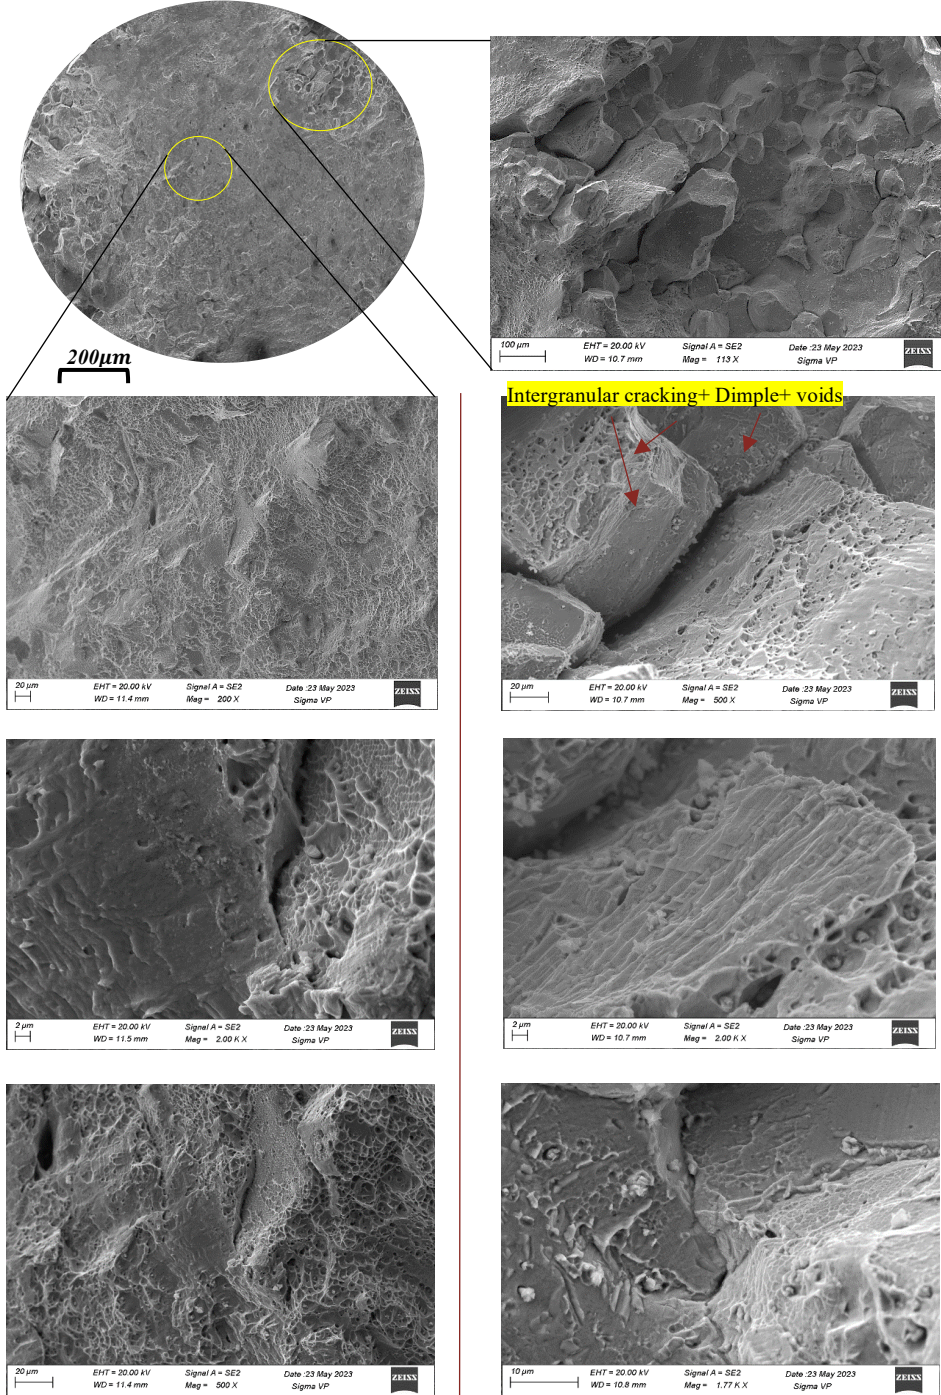 200µm
100 µm EHT = 20.00 kV Signal A = SE2 Date :23 May 2023 ZEISS
WD = 10.7 mm Mag = 113 X Sigma VP
Intergranular cracking+ Dimple+ voids
20 µm EHT = 20.00 kV Signal A = SE2 Date :23 May 2023 ZEISS
WD = 11.4 mm Mag = 200 X Sigma VP
20 µm EHT = 20.00 kV Signal A = SE2 Date :23 May 2023 ZEISS
WD = 10.7 mm Mag = 500 X Sigma VP
2 µm EHT = 20.00 kV Signal A = SE2 Date :23 May 2023 ZEISS
WD = 11.5 mm Mag = 2.00 K X Sigma VP
2 µm EHT = 20.00 kV Signal A = SE2 Date :23 May 2023 ZEISS
WD = 10.7 mm Mag = 2.00 K X Sigma VP
20 µm EHT = 20.00 kV Signal A = SE2 Date :23 May 2023 ZEISS
WD = 11.4 mm Mag = 500 X Sigma VP
10 µm EHT = 20.00 kV Signal A = SE2 Date :23 May 2023 ZEISS
WD = 10.8 mm Mag = 1.77 K X Sigma VP